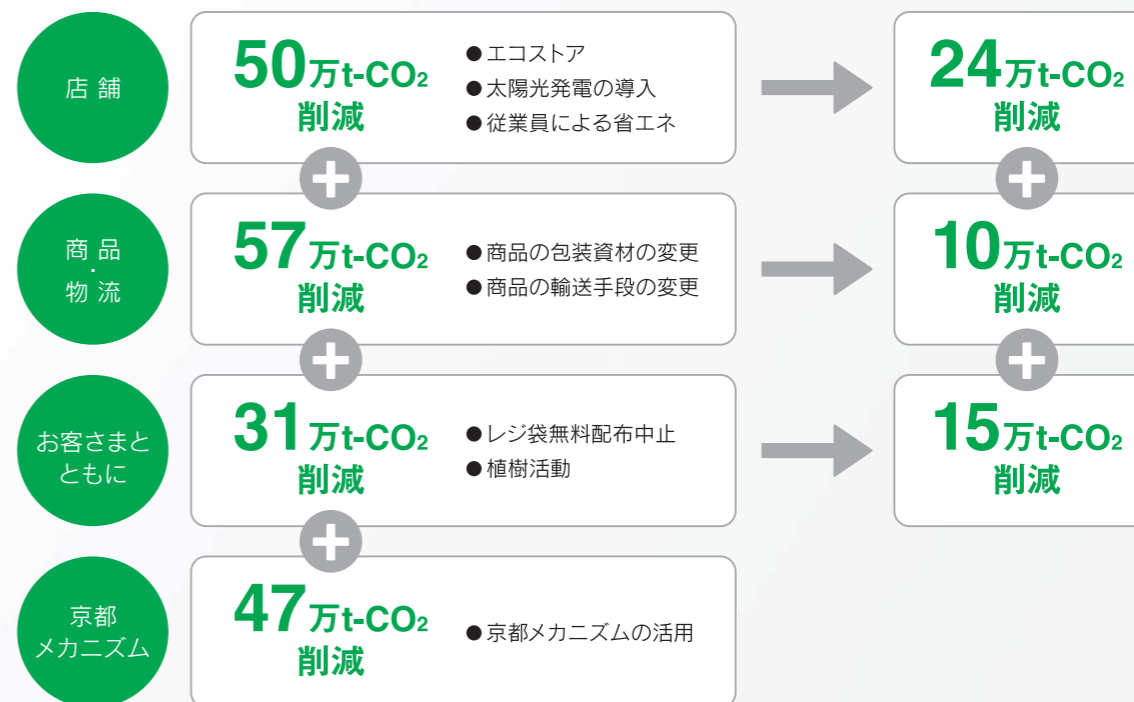 店 舗
50万t-CO2
削減
●エコストア
●太陽光発電の導入
●従業員による省エネ
24万t-CO2
削減
商 品
・
物 流
57万t-CO2
削減
●商品の包装資材の変更
●商品の輸送手段の変更
10万t-CO2
削減
お客さまと
ともに
31万t-CO2
削減
●レジ袋無料配布中止
●植樹活動
15万t-CO2
削減
京都
メカニズム
47万t-CO2
削減
●京都メカニズムの活用